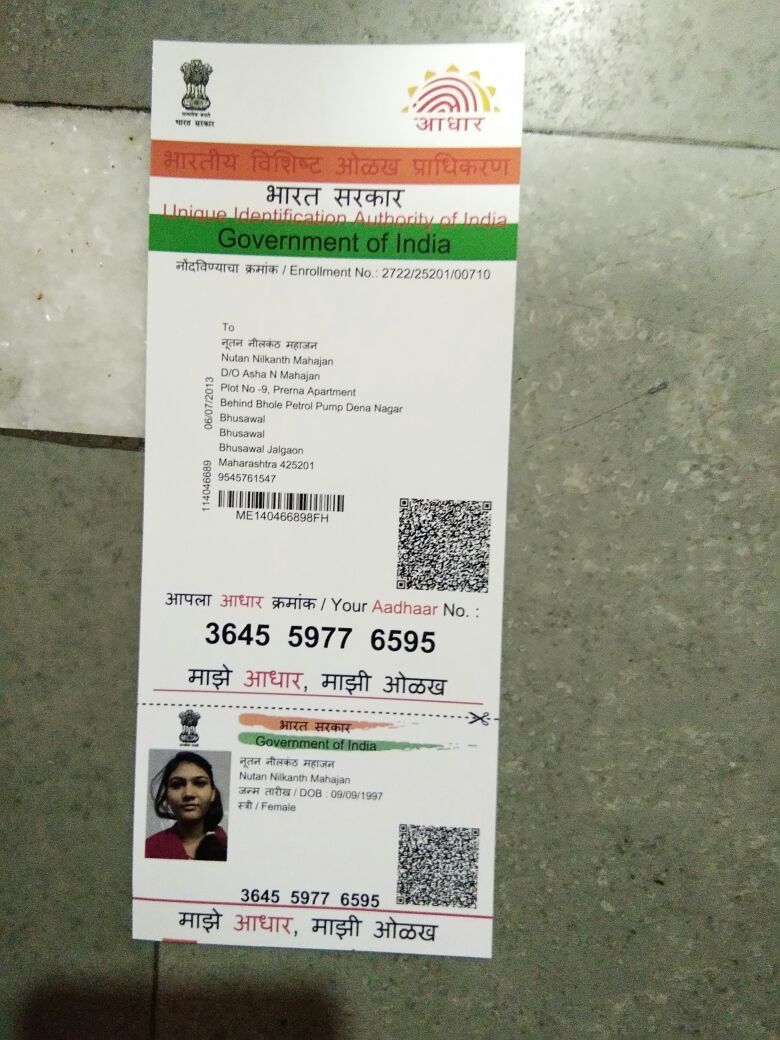 भारत सरकार
आधार
भारतीय विशिष्ट ओळख प्राधिकरण
भारत सरकार
Unique Identification Authority of India
Government of India
नोंदविण्याचा क्रमांक / Enrollment No.: 2722/25201/00710
To
नूतन नीलकंठ महाजन
Nutan Nilkanth Mahajan
D/O Asha N Mahajan
Plot No -9, Prerna Apartment
Behind Bhole Petrol Pump Dena Nagar
Bhusawal
Bhusawal
Bhusawal Jalgaon
Maharashtra 425201
9545761547
06/07/2013
114046689
ME140466898FH
आपला आधार क्रमांक / Your Aadhaar No. :
3645 5977 6595
माझे आधार, माझी ओळख
भारत सरकार
Government of India
नूतन नीलकंठ महाजन
Nutan Nilkanth Mahajan
जन्म तारीख / DOB : 09/09/1997
स्त्री / Female
3645 5977 6595
माझे आधार, माझी ओळख